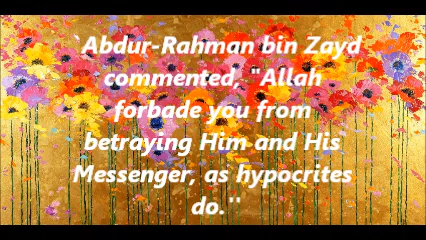 `Abdur-Rahman bin Zayd
commented, "Allah
forbade you from
betraying Him and His
Messenger, as hypocrites
do.''